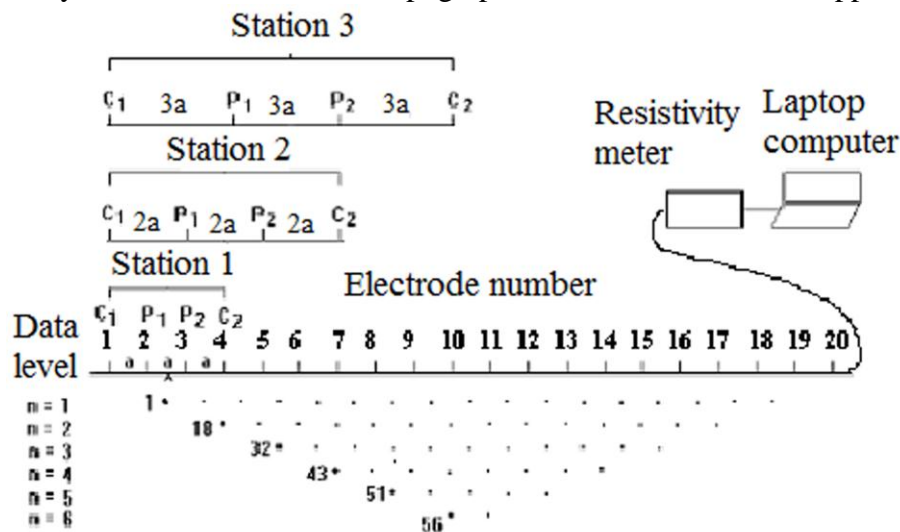 Station 3
C1 3a P1 3a P2 3a C2
Station 2
C1 2a P1 2a P2 2a C2
Station 1
C1 P1 P2 C2
Resistivity meter
Laptop computer
Electrode number
Data level
1 2 3 4 5 6 7 8 9 10 11 12 13 14 15 16 17 18 19 20
a a a
n = 1 1
n = 2 18
n = 3 32
n = 4 43
n = 5 51
n = 6 56